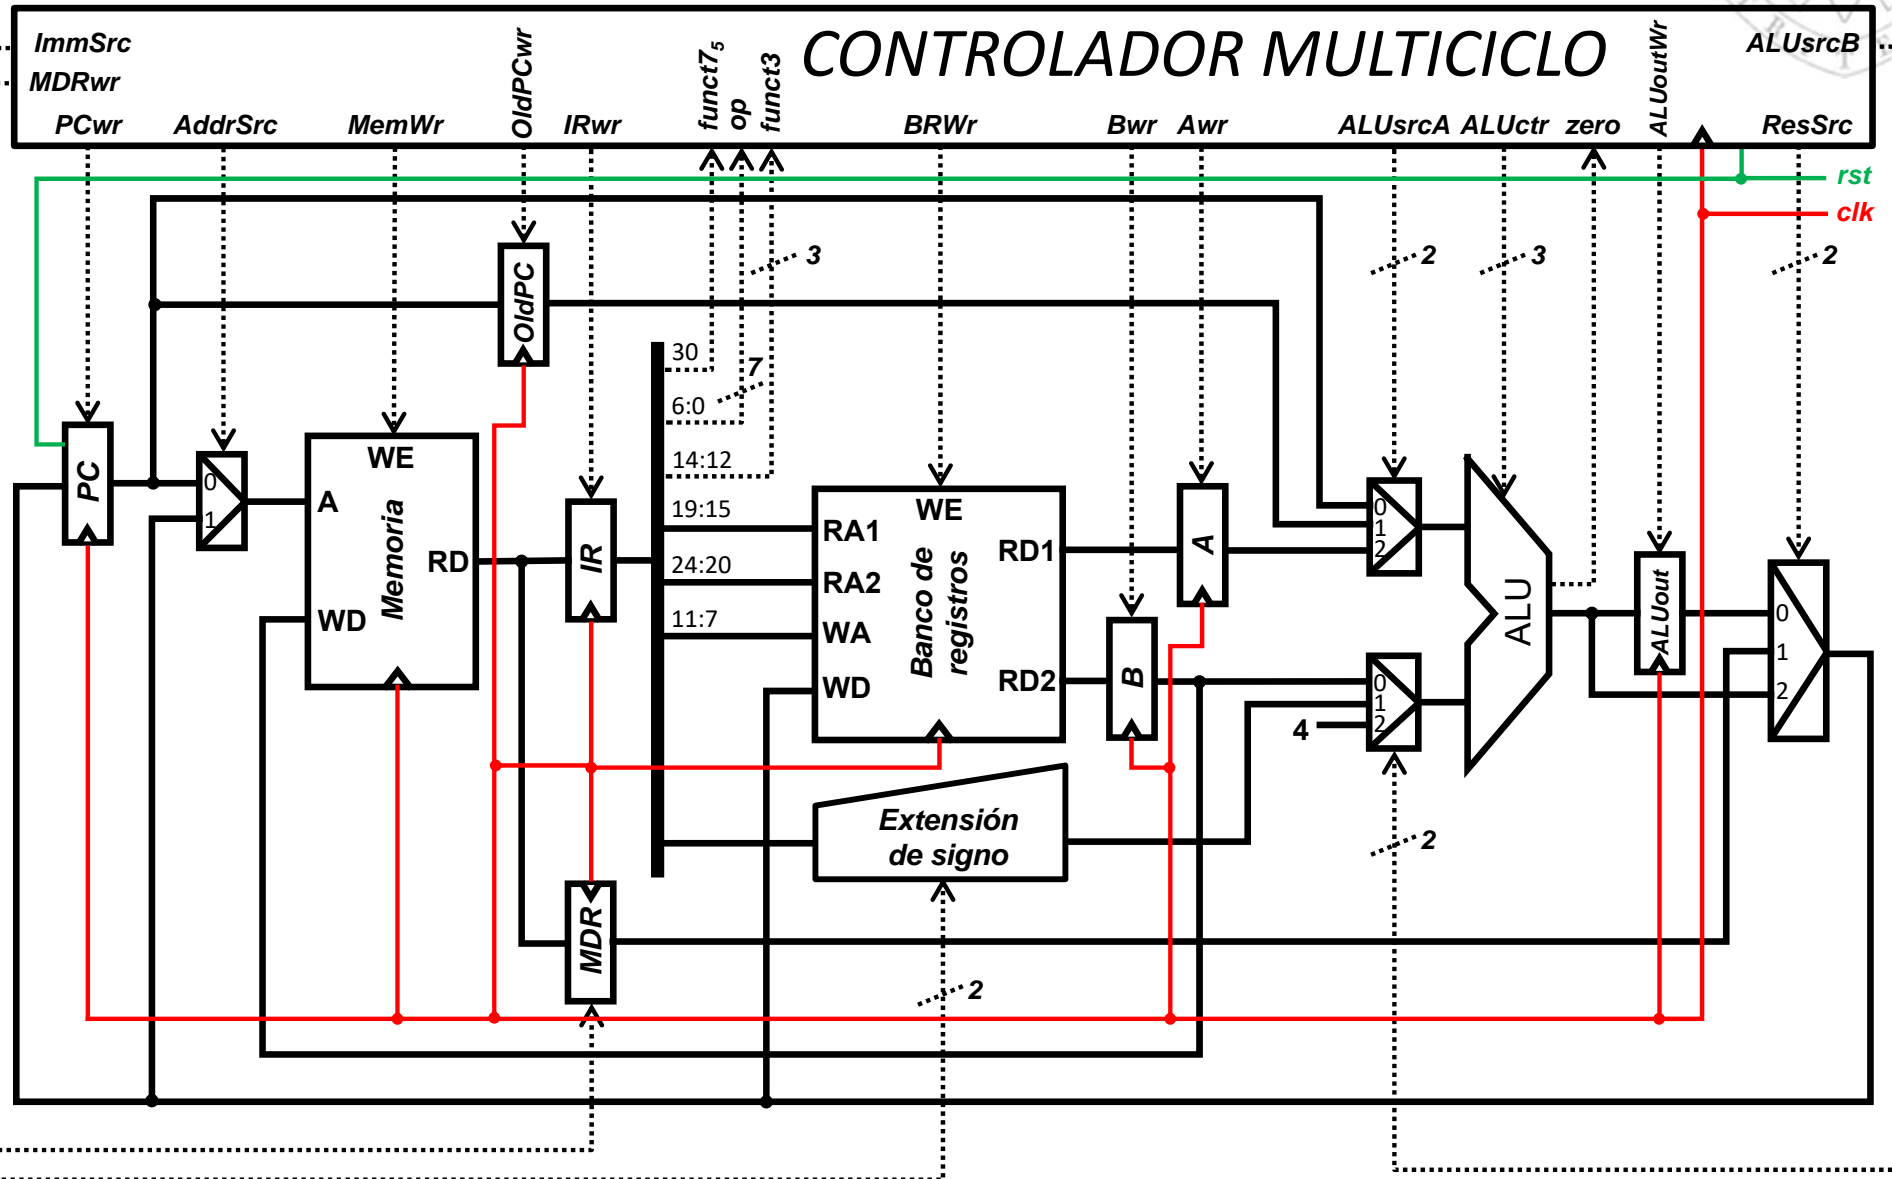 CONTROLADOR MULTICICLO
ImmSrc
MDRwr
ALUsrcB
PCwr
AddrSrc
MemWr
OldPCwr
IRwr
funct7₅
op
funct3
BRWr
Bwr
Awr
ALUsrcA
ALUctr
zero
ALUoutWr
ResSrc
rst
clk
3
2
3
2
OldPC
30
7
6:0
14:12
PC
0
1
WE
A
Memoria
RD
WD
IR
19:15
24:20
11:7
WE
RA1
RA2
WA
WD
Banco de
registros
RD1
RD2
A
B
0
1
2
0
1
2
4
ALU
ALUout
0
1
2
Extensión
de signo
2
MDR
2